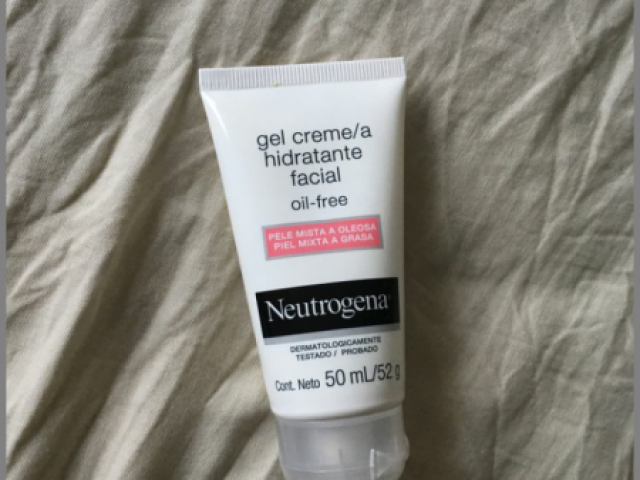 gel creme/a
hidratante
facial
oil-free
PELE MISTA A OLEOSA
PIEL MIXTA A GRASA
Neutrogena®
DERMATOLOGICAMENTE
TESTADO / PROBADO
Cont. Neto 50 mL/52 g